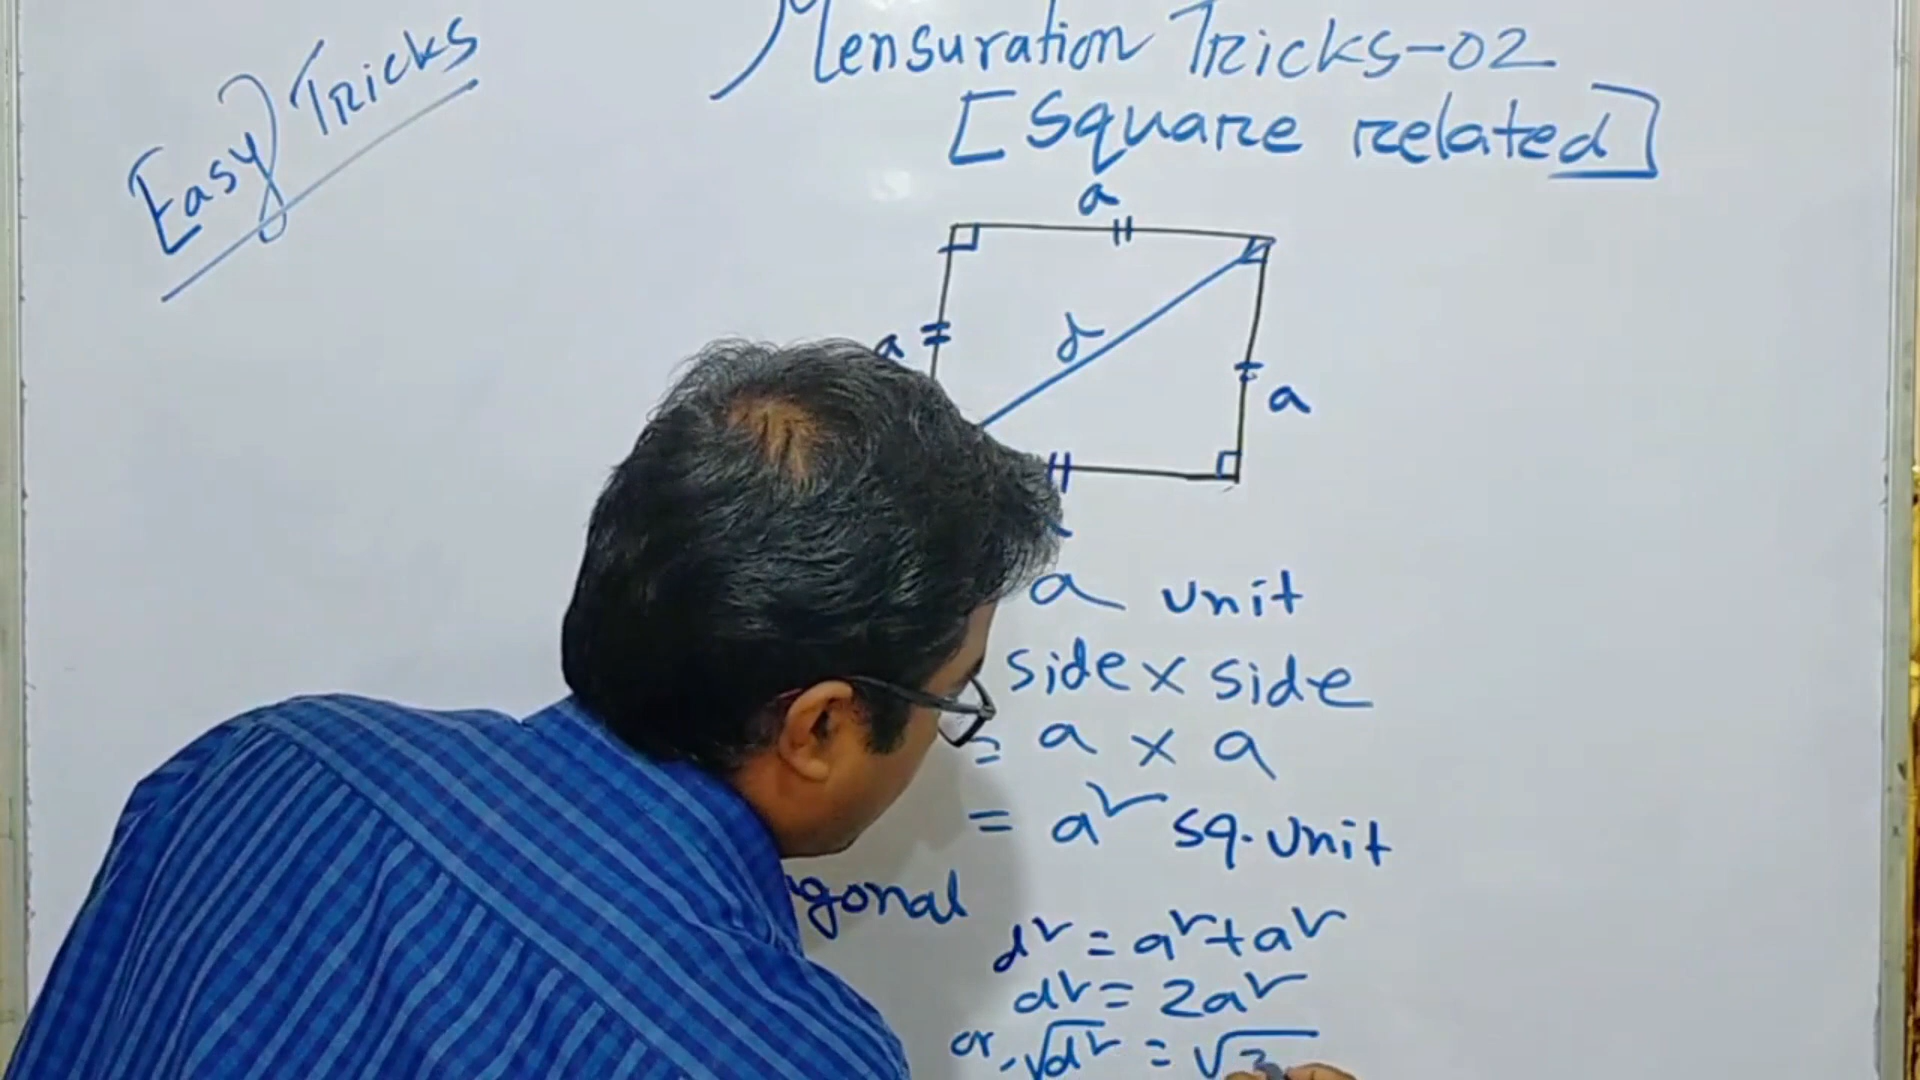 Easy Tricks
Mensuration Tricks-02
[Square related]
a
a
d
a
a unit
side × side
= a × a
= a² sq. unit
d² = a² + a²
d² = 2a²
or, √d² = √2